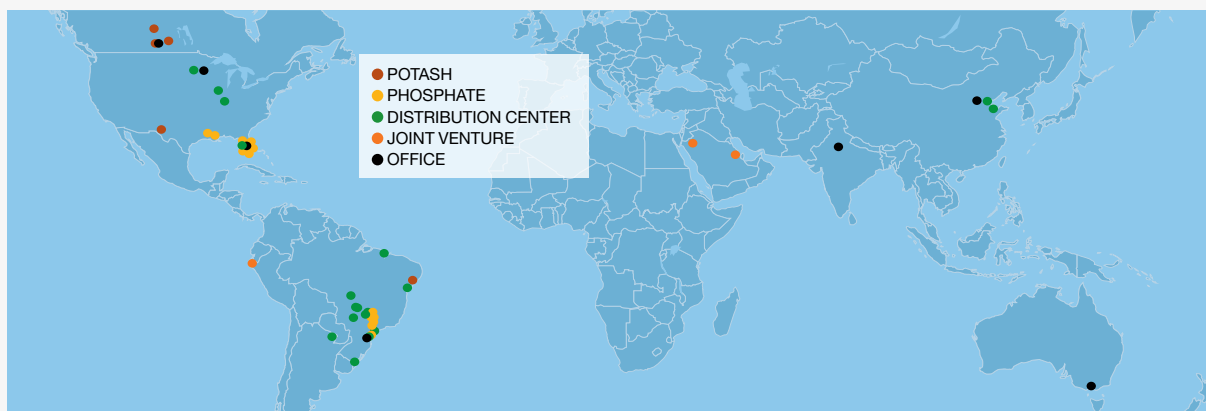 POTASH
PHOSPHATE
DISTRIBUTION CENTER
JOINT VENTURE
OFFICE